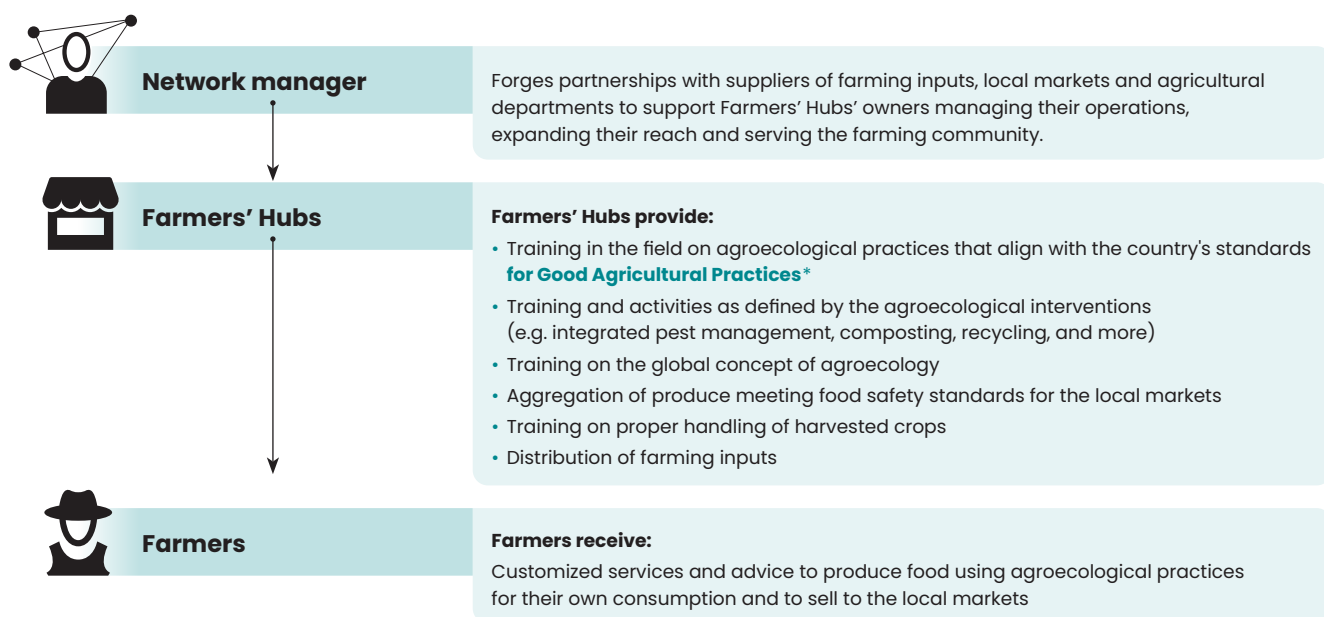 Network manager
Forges partnerships with suppliers of farming inputs, local markets and agricultural
departments to support Farmers’ Hubs’ owners managing their operations,
expanding their reach and serving the farming community.
Farmers’ Hubs
Farmers’ Hubs provide:
• Training in the field on agroecological practices that align with the country's standards
for Good Agricultural Practices*
• Training and activities as defined by the agroecological interventions
(e.g. integrated pest management, composting, recycling, and more)
• Training on the global concept of agroecology
• Aggregation of produce meeting food safety standards for the local markets
• Training on proper handling of harvested crops
• Distribution of farming inputs
Farmers
Farmers receive:
Customized services and advice to produce food using agroecological practices
for their own consumption and to sell to the local markets